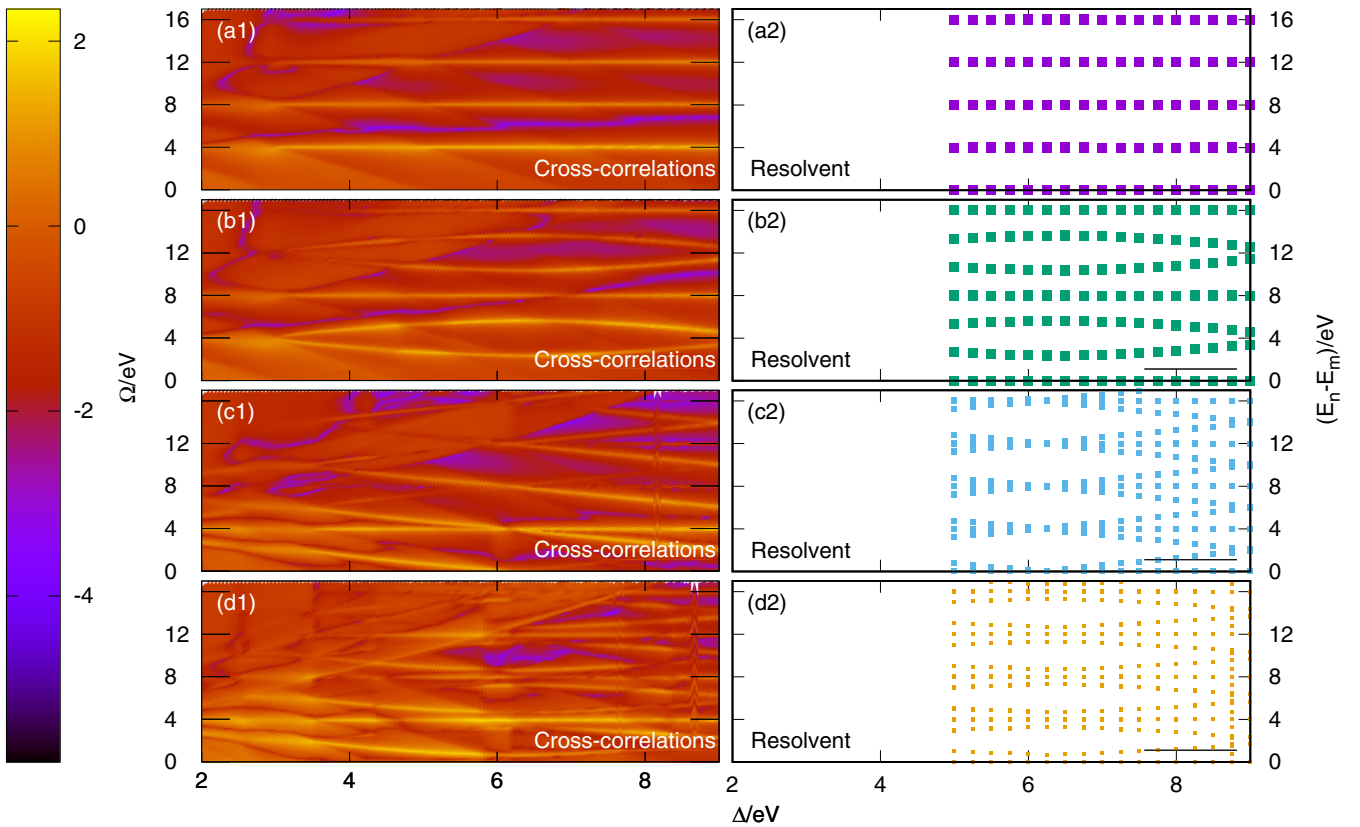 2
0
-2
-4
Ω/eV
(a1)
16
12
8
4
0
Cross-correlations
(a2)
Resolvent
16
12
8
4
0
(b1)
12
8
4
0
Cross-correlations
(b2)
Resolvent
16
12
8
4
0
(c1)
12
8
4
0
Cross-correlations
(c2)
Resolvent
16
12
8
4
0
(d1)
12
8
4
0
Cross-correlations
(d2)
Resolvent
12
8
4
0
2 4 6 8
2 4 6 8
Δ/eV
(E_n-E_m)/eV